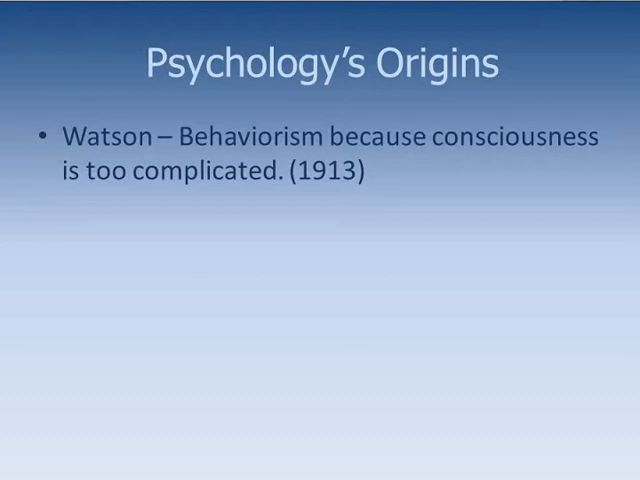 Psychology’s Origins
• Watson – Behaviorism because consciousness
is too complicated. (1913)